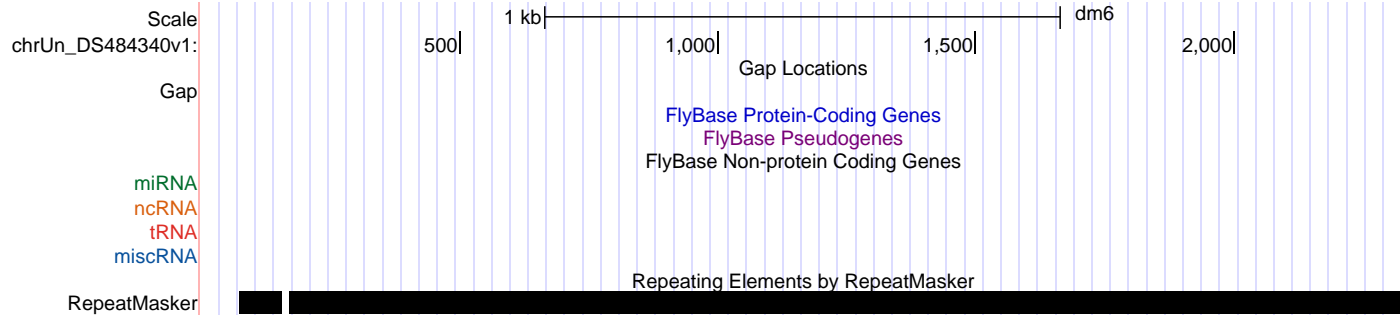 Scale 1 kb dm6
chrUn_DS484340v1: 500 1,000 1,500 2,000
Gap Locations
Gap
FlyBase Protein-Coding Genes
FlyBase Pseudogenes
FlyBase Non-protein Coding Genes
miRNA
ncRNA
tRNA
miscRNA
Repeating Elements by RepeatMasker
RepeatMasker